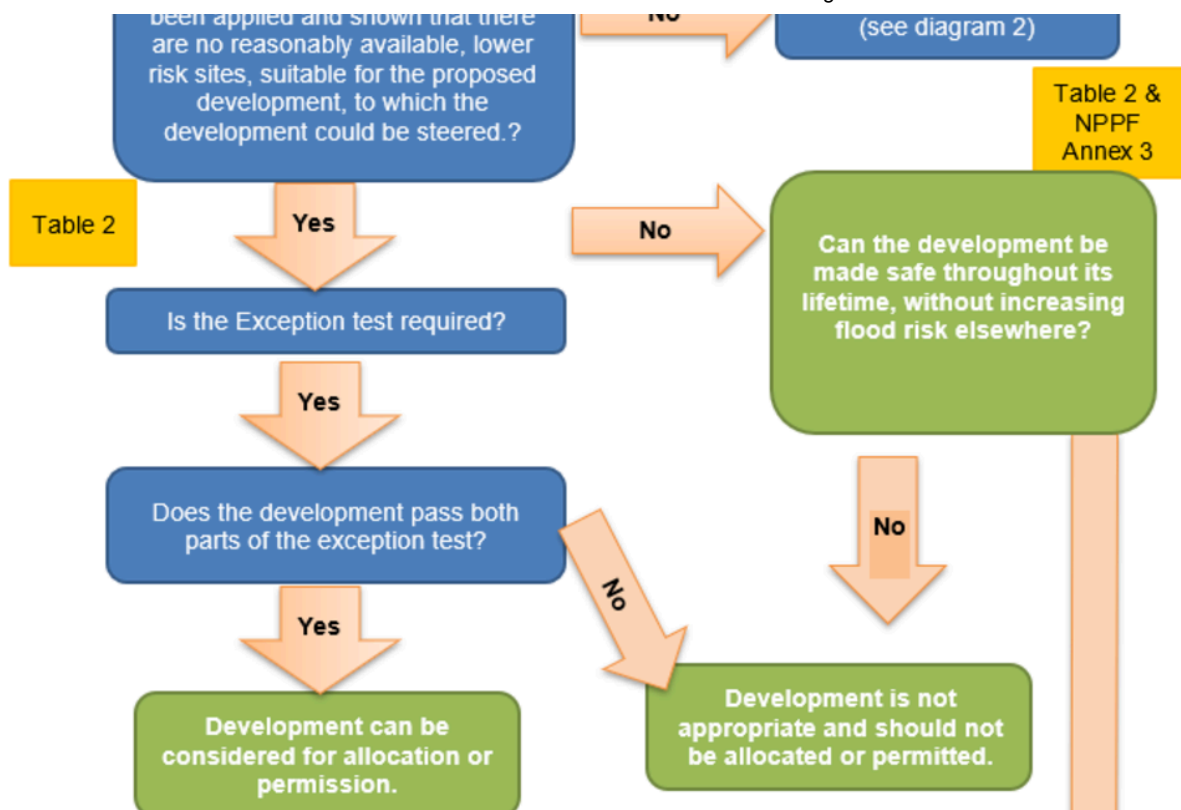 been applied and shown that there
are no reasonably available, lower
risk sites, suitable for the proposed
development, to which the
development could be steered.?
No
(see diagram 2)
Table 2 &
NPPF
Annex 3
Table 2
Yes
No
Can the development be
made safe throughout its
lifetime, without increasing
flood risk elsewhere?
Is the Exception test required?
Yes
Does the development pass both
parts of the exception test?
No
No
Yes
Development can be
considered for allocation or
permission.
Development is not
appropriate and should not
be allocated or permitted.